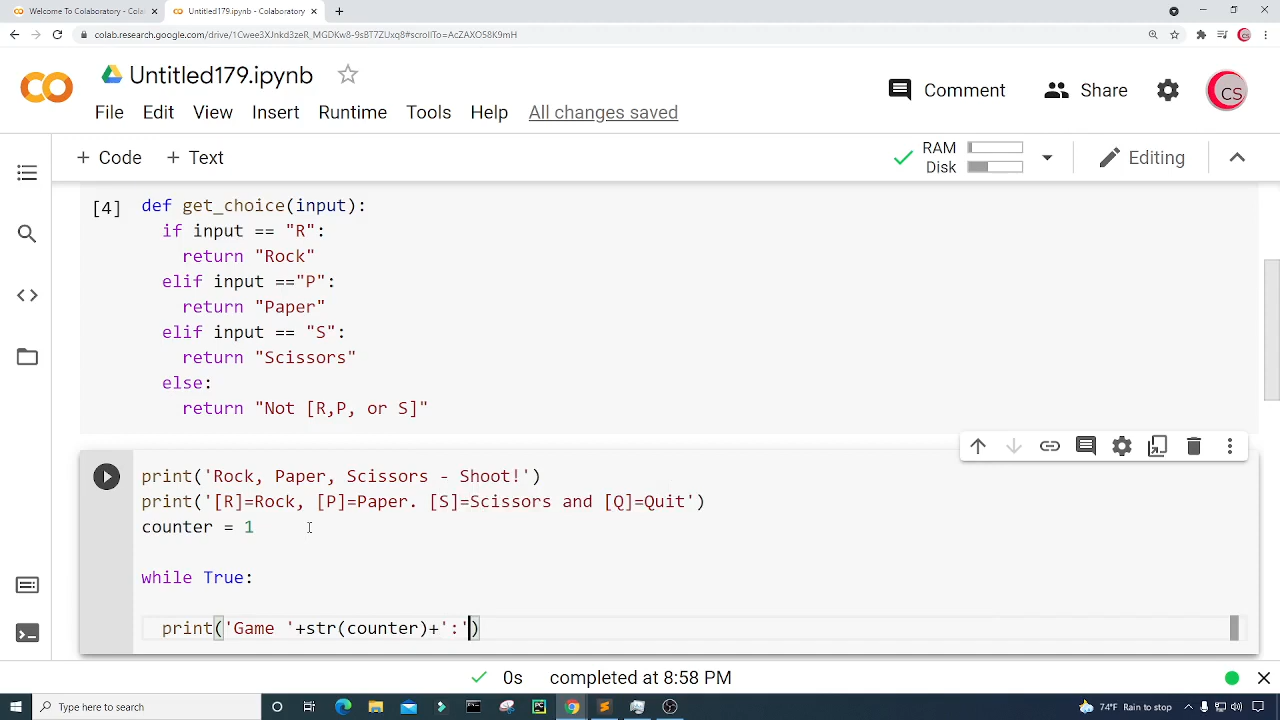 Welcome To Colaboratory - Colab
Untitled179.ipynb - Colaboratory
colab.research.google.com/drive/1Cwee3XJnkd3zeR_MGDKw8-9sBT7ZUxq8#scrollTo=AcZAXO58K9mH
Untitled179.ipynb
Comment
Share
CS
File Edit View Insert Runtime Tools Help All changes saved
+ Code + Text
RAM
Disk
Editing
[4] def get_choice(input):
if input == "R":
return "Rock"
elif input =="P":
return "Paper"
elif input == "S":
return "Scissors"
else:
return "Not [R,P, or S]"
print('Rock, Paper, Scissors - Shoot!')
print('[R]=Rock, [P]=Paper. [S]=Scissors and [Q]=Quit')
counter = 1
while True:
print('Game '+str(counter)+':')
0s completed at 8:58 PM
Type here to search
74°F Rain to stop